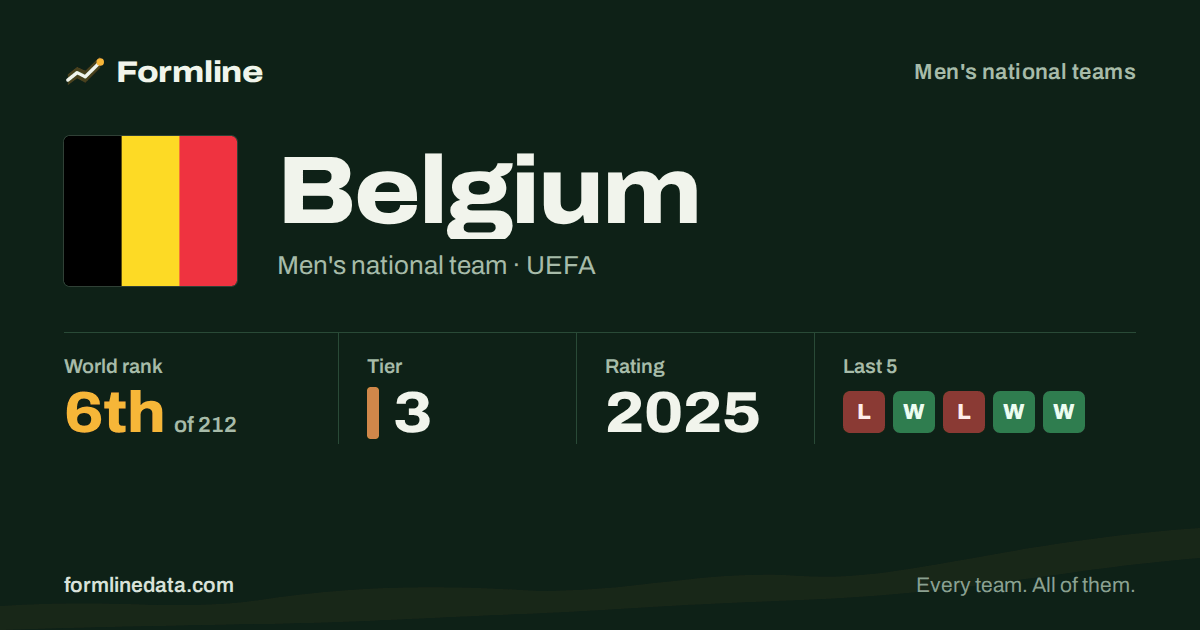 Formline
Men's national teams
Belgium
Men's national team · UEFA
World rank
6th of 212
Tier
3
Rating
2025
Last 5
L W L W W
formlinedata.com
Every team. All of them.